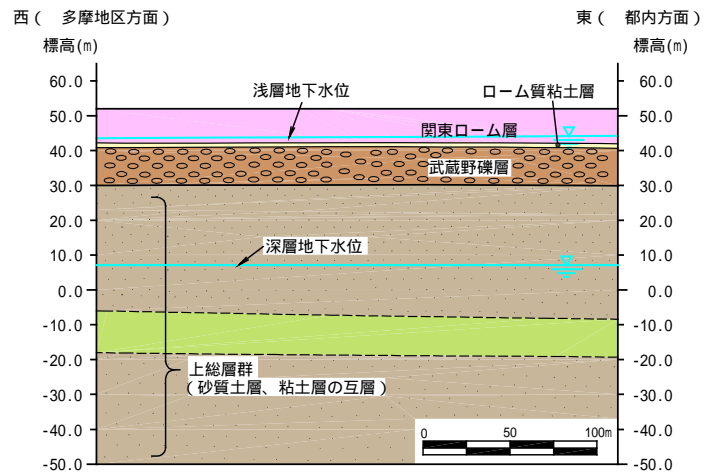 西（　多摩地区方面）
東（　都内方面）
標高(m)
標高(m)
60.0
50.0
40.0
30.0
20.0
10.0
0.0
-10.0
-20.0
-30.0
-40.0
-50.0
浅層地下水位
ローム質粘土層
関東ローム層
武蔵野礫層
深層地下水位
上総層群
（砂質土層、粘土層の互層）
0 50 100m
60.0
50.0
40.0
30.0
20.0
10.0
0.0
-10.0
-20.0
-30.0
-40.0
-50.0